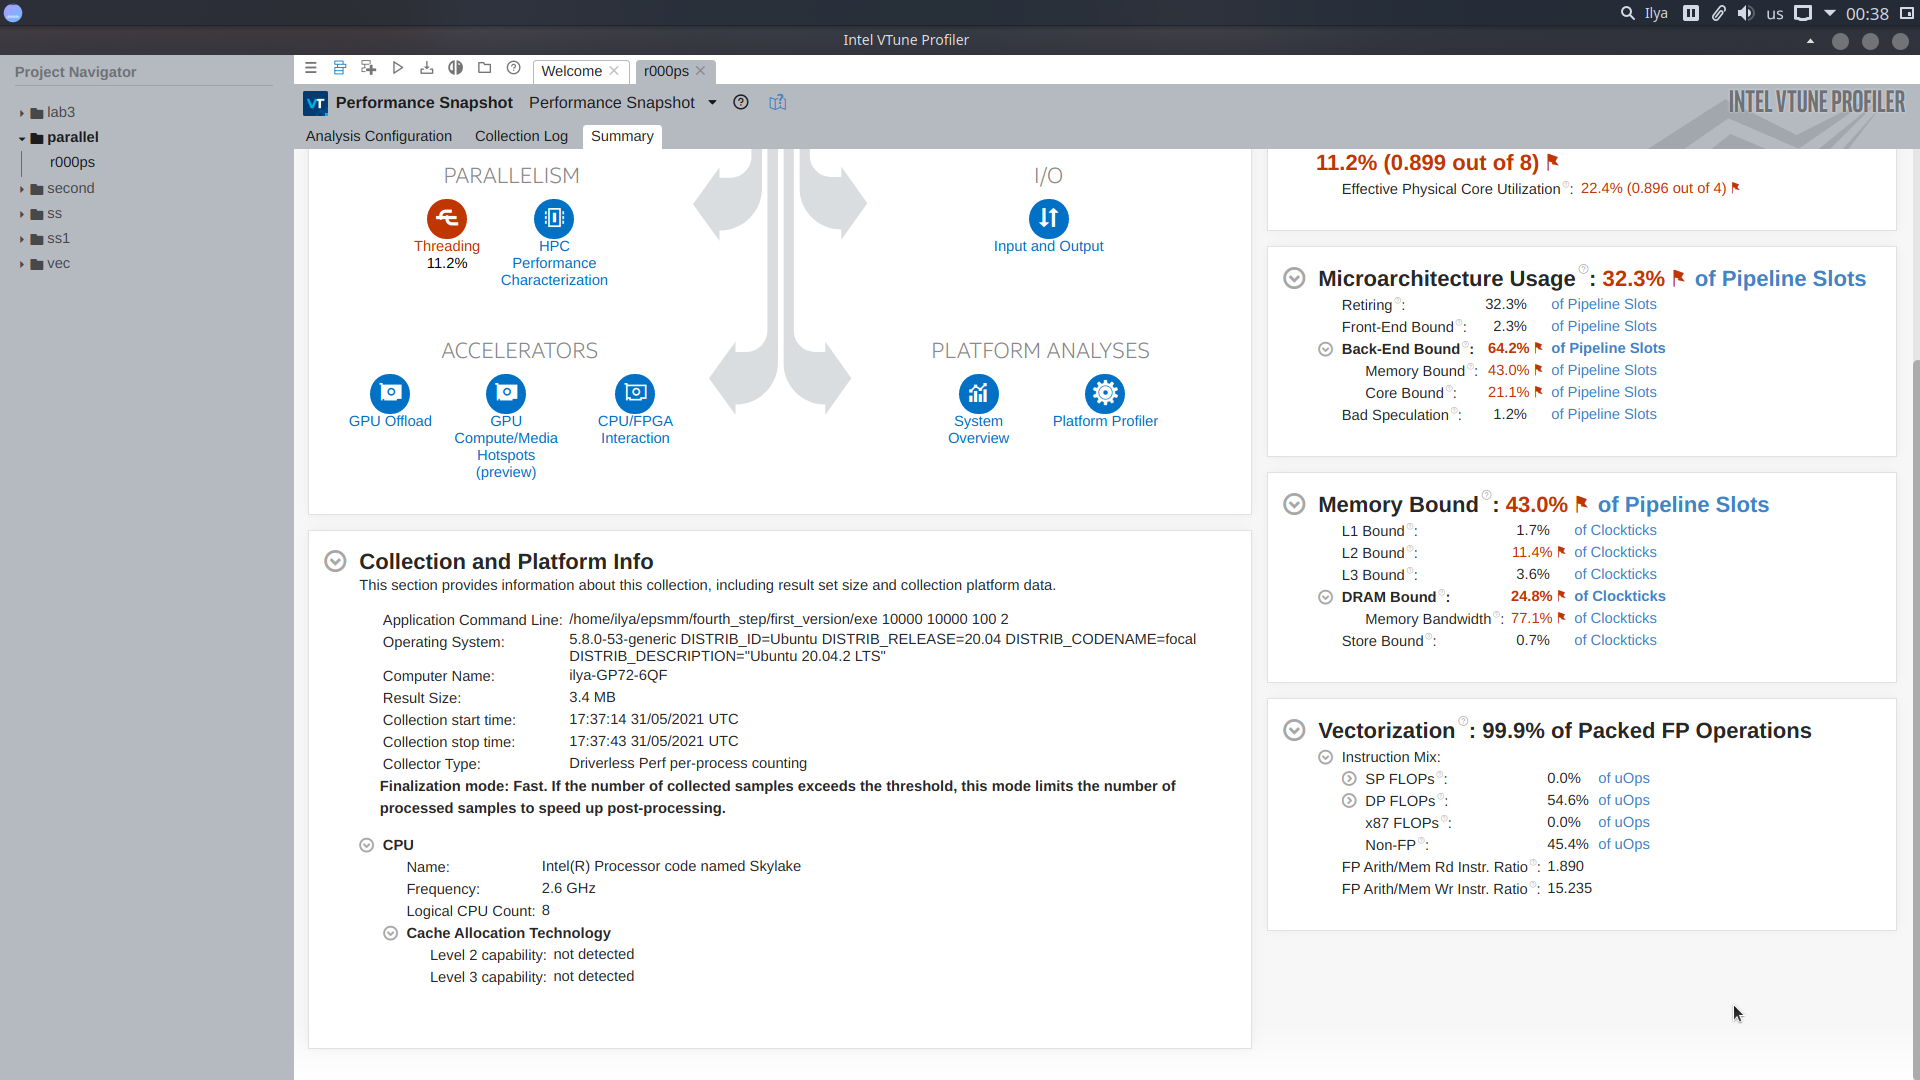 Ilya
us
00:38
Intel VTune Profiler
Project Navigator
lab3
parallel
r000ps
second
ss
ss1
vec
Welcome
r000ps
VT
Performance Snapshot
Performance Snapshot
INTEL VTUNE PROFILER
Analysis Configuration
Collection Log
Summary
PARALLELISM
Threading
11.2%
HPC
Performance
Characterization
I/O
Input and Output
ACCELERATORS
GPU Offload
GPU
Compute/Media
Hotspots
(preview)
CPU/FPGA
Interaction
PLATFORM ANALYSES
System
Overview
Platform Profiler
Collection and Platform Info
This section provides information about this collection, including result set size and collection platform data.
Application Command Line: /home/ilya/epsmm/fourth_step/first_version/exe 10000 10000 100 2
Operating System: 5.8.0-53-generic DISTRIB_ID=Ubuntu DISTRIB_RELEASE=20.04 DISTRIB_CODENAME=focal
DISTRIB_DESCRIPTION="Ubuntu 20.04.2 LTS"
Computer Name: ilya-GP72-6QF
Result Size: 3.4 MB
Collection start time: 17:37:14 31/05/2021 UTC
Collection stop time: 17:37:43 31/05/2021 UTC
Collector Type: Driverless Perf per-process counting
Finalization mode: Fast. If the number of collected samples exceeds the threshold, this mode limits the number of
processed samples to speed up post-processing.
CPU
Name: Intel(R) Processor code named Skylake
Frequency: 2.6 GHz
Logical CPU Count: 8
Cache Allocation Technology
Level 2 capability: not detected
Level 3 capability: not detected
11.2% (0.899 out of 8)
Effective Physical Core Utilization: 22.4% (0.896 out of 4)
Microarchitecture Usage: 32.3% of Pipeline Slots
Retiring: 32.3% of Pipeline Slots
Front-End Bound: 2.3% of Pipeline Slots
Back-End Bound: 64.2% of Pipeline Slots
Memory Bound: 43.0% of Pipeline Slots
Core Bound: 21.1% of Pipeline Slots
Bad Speculation: 1.2% of Pipeline Slots
Memory Bound: 43.0% of Pipeline Slots
L1 Bound: 1.7% of Clockticks
L2 Bound: 11.4% of Clockticks
L3 Bound: 3.6% of Clockticks
DRAM Bound: 24.8% of Clockticks
Memory Bandwidth: 77.1% of Clockticks
Store Bound: 0.7% of Clockticks
Vectorization: 99.9% of Packed FP Operations
Instruction Mix:
SP FLOPs: 0.0% of uOps
DP FLOPs: 54.6% of uOps
x87 FLOPs: 0.0% of uOps
Non-FP: 45.4% of uOps
FP Arith/Mem Rd Instr. Ratio: 1.890
FP Arith/Mem Wr Instr. Ratio: 15.235